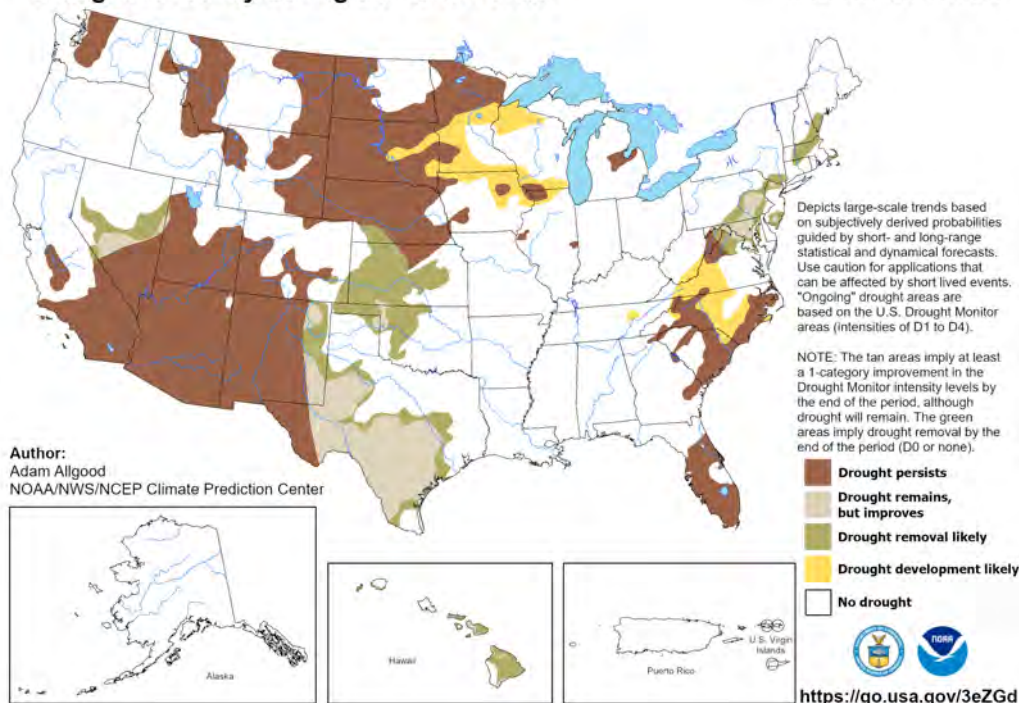 Depicts large-scale trends based
on subjectively derived probabilities
guided by short- and long-range
statistical and dynamical forecasts.
Use caution for applications that
can be affected by short lived events.
"Ongoing" drought areas are
based on the U.S. Drought Monitor
areas (intensities of D1 to D4).
NOTE: The tan areas imply at least
a 1-category improvement in the
Drought Monitor intensity levels by
the end of the period, although
drought will remain. The green
areas imply drought removal by the
end of the period (D0 or none).
Author:
Adam Allgood
NOAA/NWS/NCEP Climate Prediction Center
Drought persists
Drought remains,
but improves
Drought removal likely
Drought development likely
No drought
Alaska
Hawaii
Puerto Rico
U.S. Virgin
Islands
NOAA
https://go.usa.gov/3eZGd